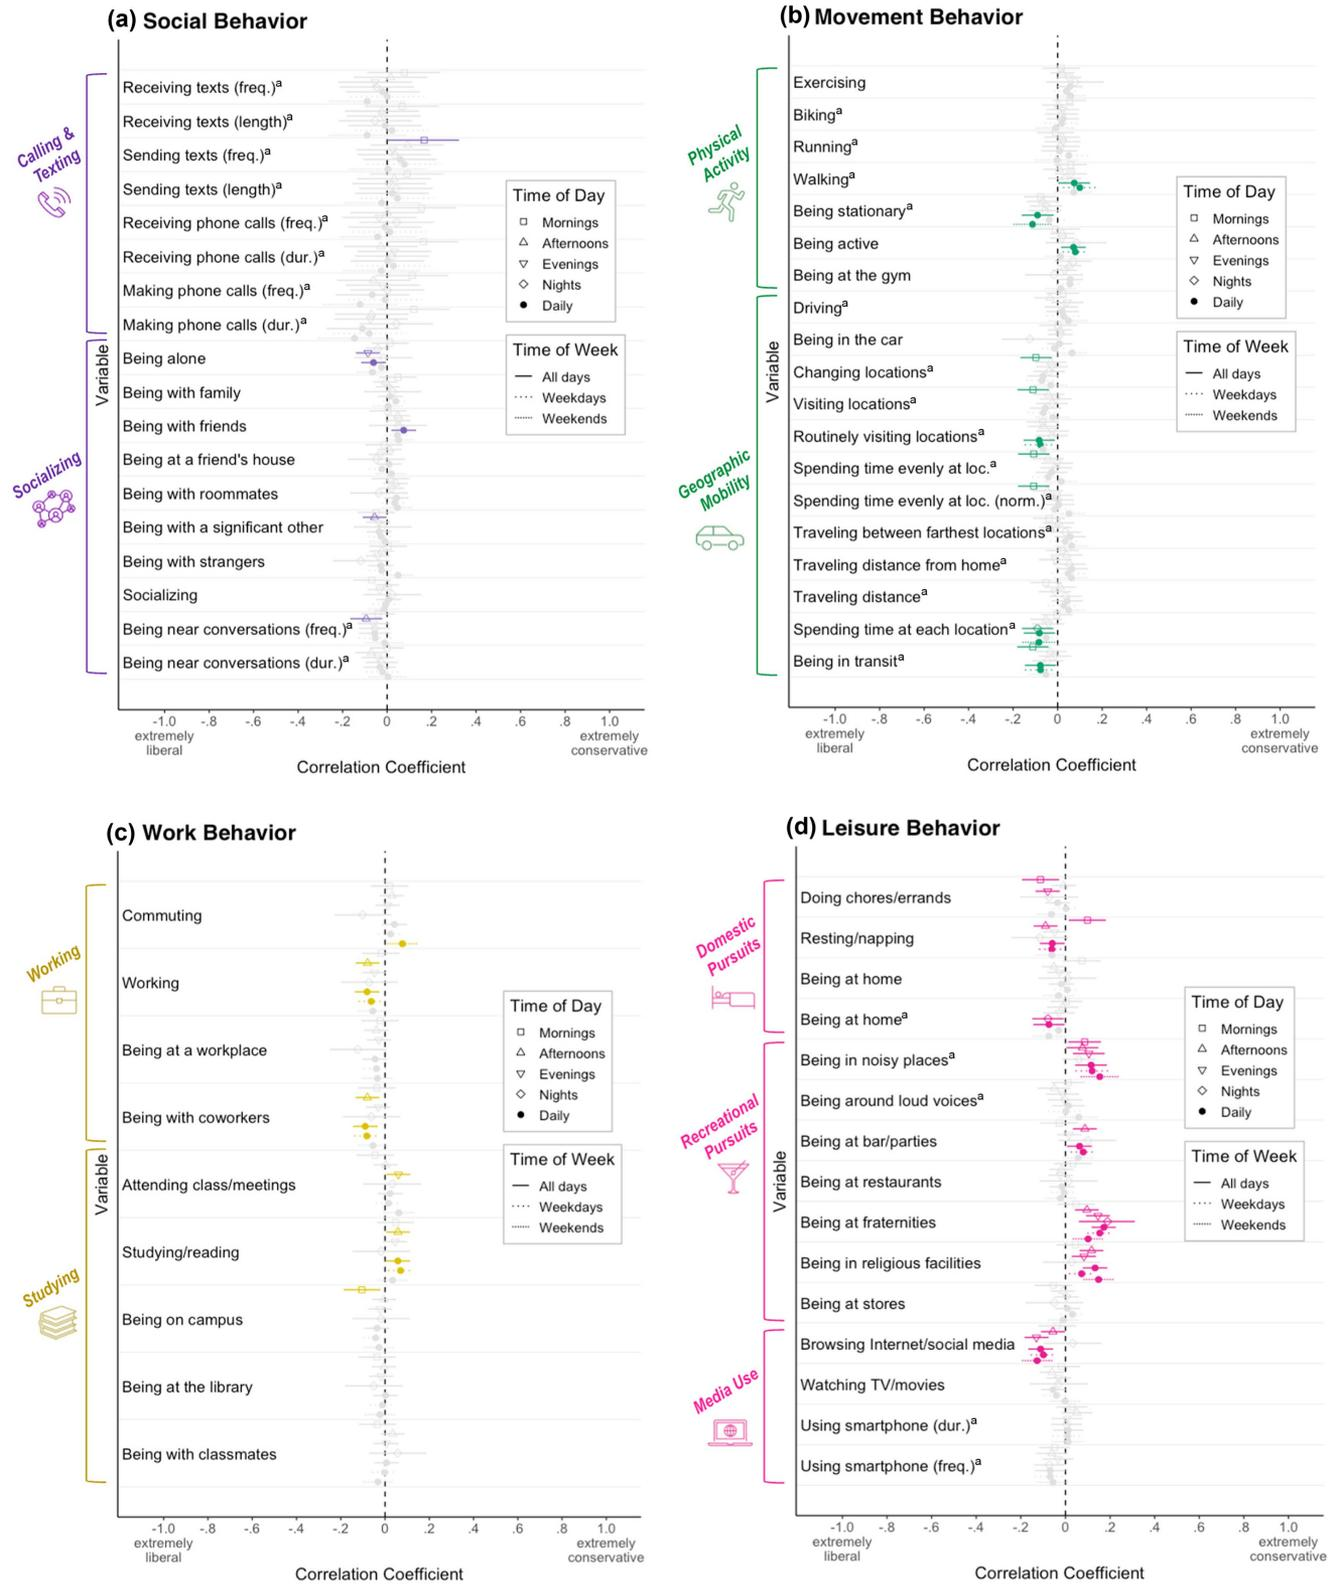 (a) Social Behavior
Calling &
Texting
Socializing
Variable
Receiving texts (freq.)a
Receiving texts (length)a
Sending texts (freq.)a
Sending texts (length)a
Receiving phone calls (freq.)a
Receiving phone calls (dur.)a
Making phone calls (freq.)a
Making phone calls (dur.)a
Being alone
Being with family
Being with friends
Being at a friend's house
Being with roommates
Being with a significant other
Being with strangers
Socializing
Being near conversations (freq.)a
Being near conversations (dur.)a
Time of Day
Mornings
Afternoons
Evenings
Nights
Daily
Time of Week
All days
Weekdays
Weekends
-1.0 -.8 -.6 -.4 -.2 0 .2 .4 .6 .8 1.0
extremely extremely
liberal conservative
Correlation Coefficient
(b) Movement Behavior
Physical
Activity
Geographic
Mobility
Variable
Exercising
Bikinga
Runninga
Walkinga
Being stationarya
Being active
Being at the gym
Drivinga
Being in the car
Changing locationsa
Visiting locationsa
Routinely visiting locationsa
Spending time evenly at loc.a
Spending time evenly at loc. (norm.)a
Traveling between farthest locationsa
Traveling distance from homea
Traveling distancea
Spending time at each locationa
Being in transita
Time of Day
Mornings
Afternoons
Evenings
Nights
Daily
Time of Week
All days
Weekdays
Weekends
-1.0 -.8 -.6 -.4 -.2 0 .2 .4 .6 .8 1.0
extremely extremely
liberal conservative
Correlation Coefficient
(c) Work Behavior
Working
Studying
Variable
Commuting
Working
Being at a workplace
Being with coworkers
Attending class/meetings
Studying/reading
Being on campus
Being at the library
Being with classmates
Time of Day
Mornings
Afternoons
Evenings
Nights
Daily
Time of Week
All days
Weekdays
Weekends
-1.0 -.8 -.6 -.4 -.2 0 .2 .4 .6 .8 1.0
extremely extremely
liberal conservative
Correlation Coefficient
(d) Leisure Behavior
Domestic
Pursuits
Recreational
Pursuits
Media Use
Variable
Doing chores/errands
Resting/napping
Being at home
Being at homea
Being in noisy placesa
Being around loud voicesa
Being at bar/parties
Being at restaurants
Being at fraternities
Being in religious facilities
Being at stores
Browsing Internet/social media
Watching TV/movies
Using smartphone (dur.)a
Using smartphone (freq.)a
Time of Day
Mornings
Afternoons
Evenings
Nights
Daily
Time of Week
All days
Weekdays
Weekends
-1.0 -.8 -.6 -.4 -.2 0 .2 .4 .6 .8 1.0
extremely extremely
liberal conservative
Correlation Coefficient